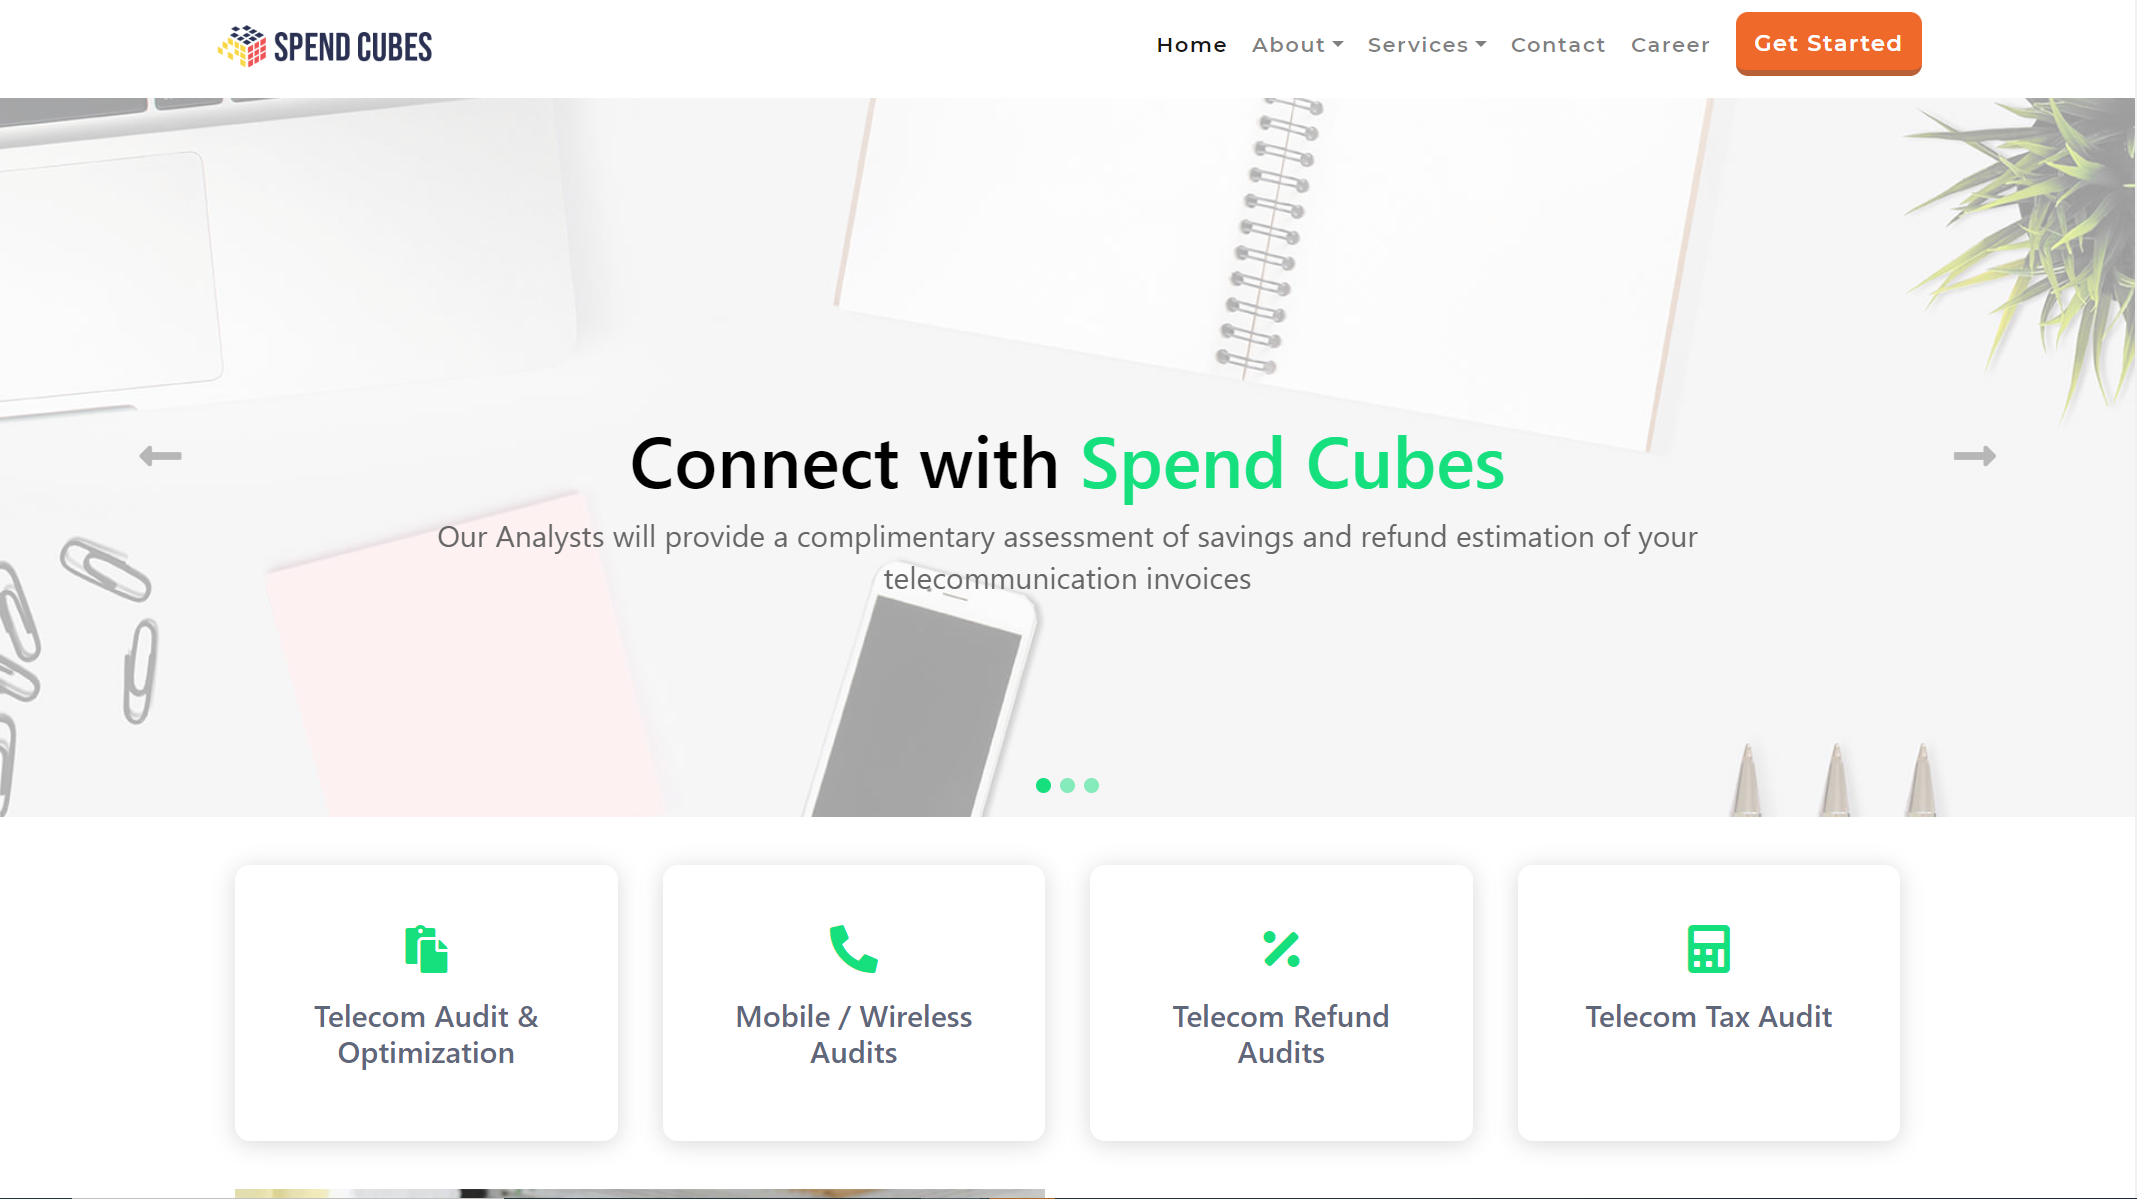 SPEND CUBES
Home About Services Contact Career Get Started
Connect with Spend Cubes
Our Analysts will provide a complimentary assessment of savings and refund estimation of your
telecommunication invoices
Telecom Audit &
Optimization
Mobile / Wireless
Audits
Telecom Refund
Audits
Telecom Tax Audit